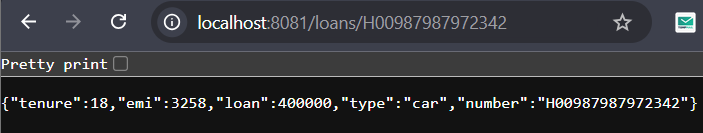 localhost:8081/loans/H00987987972342
Pretty print
{"tenure":18,"emi":3258,"loan":400000,"type":"car","number":"H00987987972342"}